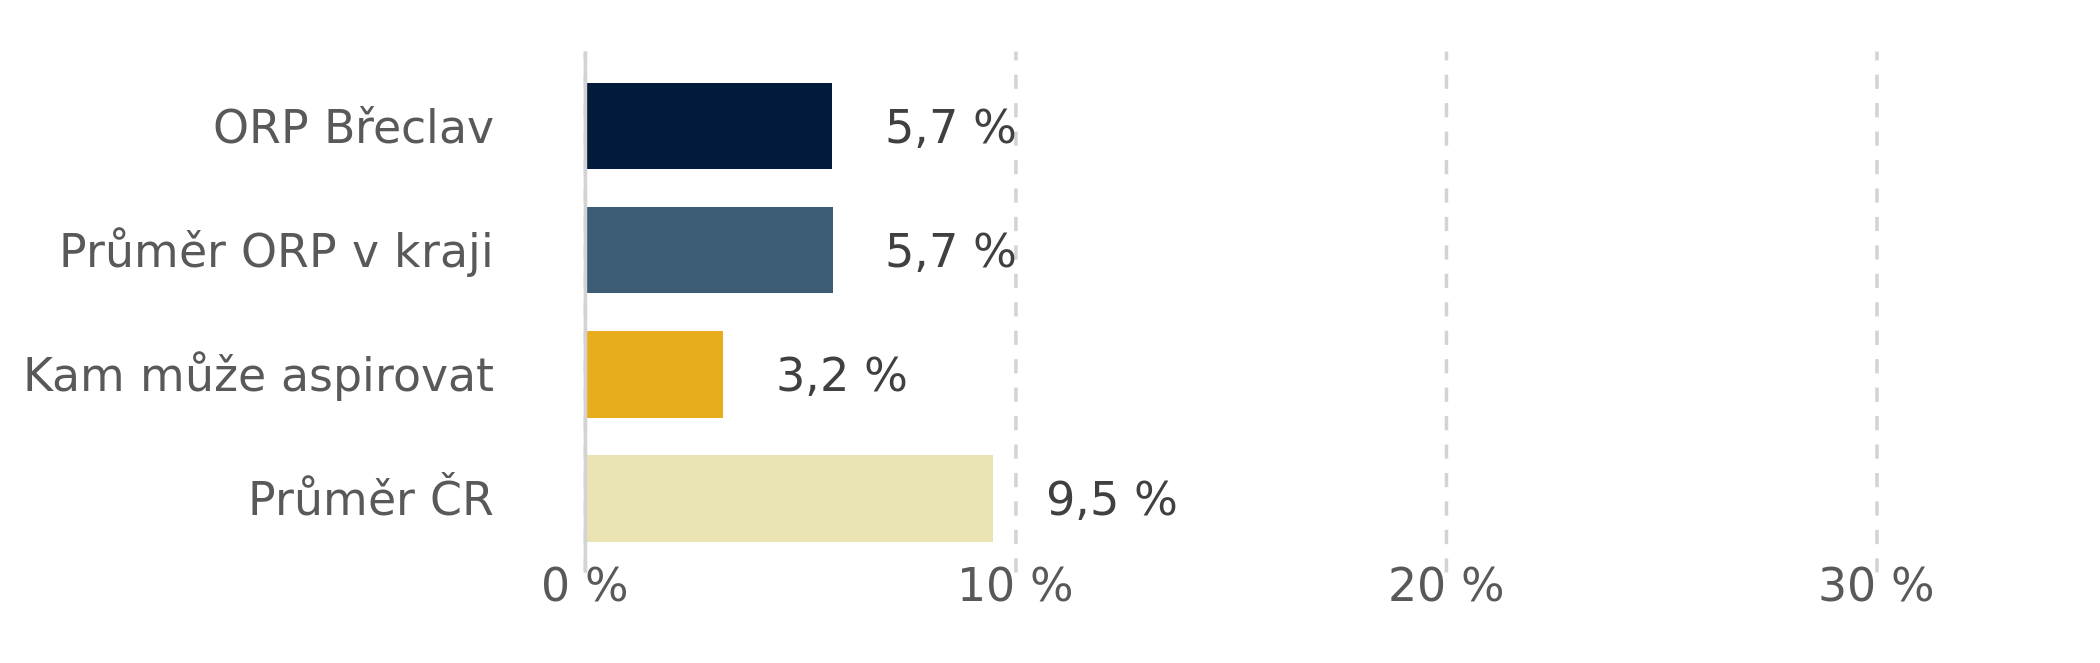 ORP Břeclav 5,7 %
Průměr ORP v kraji 5,7 %
Kam může aspirovat 3,2 %
Průměr ČR 9,5 %
0 % 10 % 20 % 30 %